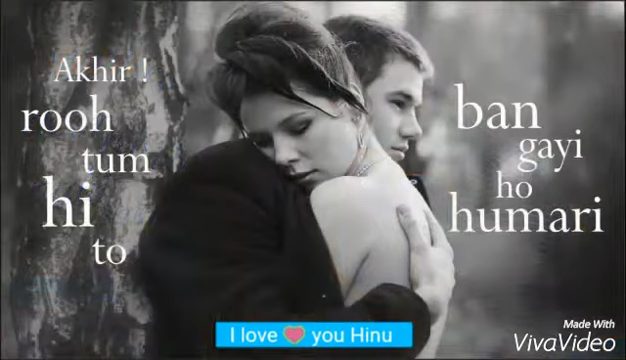 Akhir !
rooh
tum
hi
to
ban
gayi
ho
humari
I love 💗 you Hinu
Made With
VivaVideo